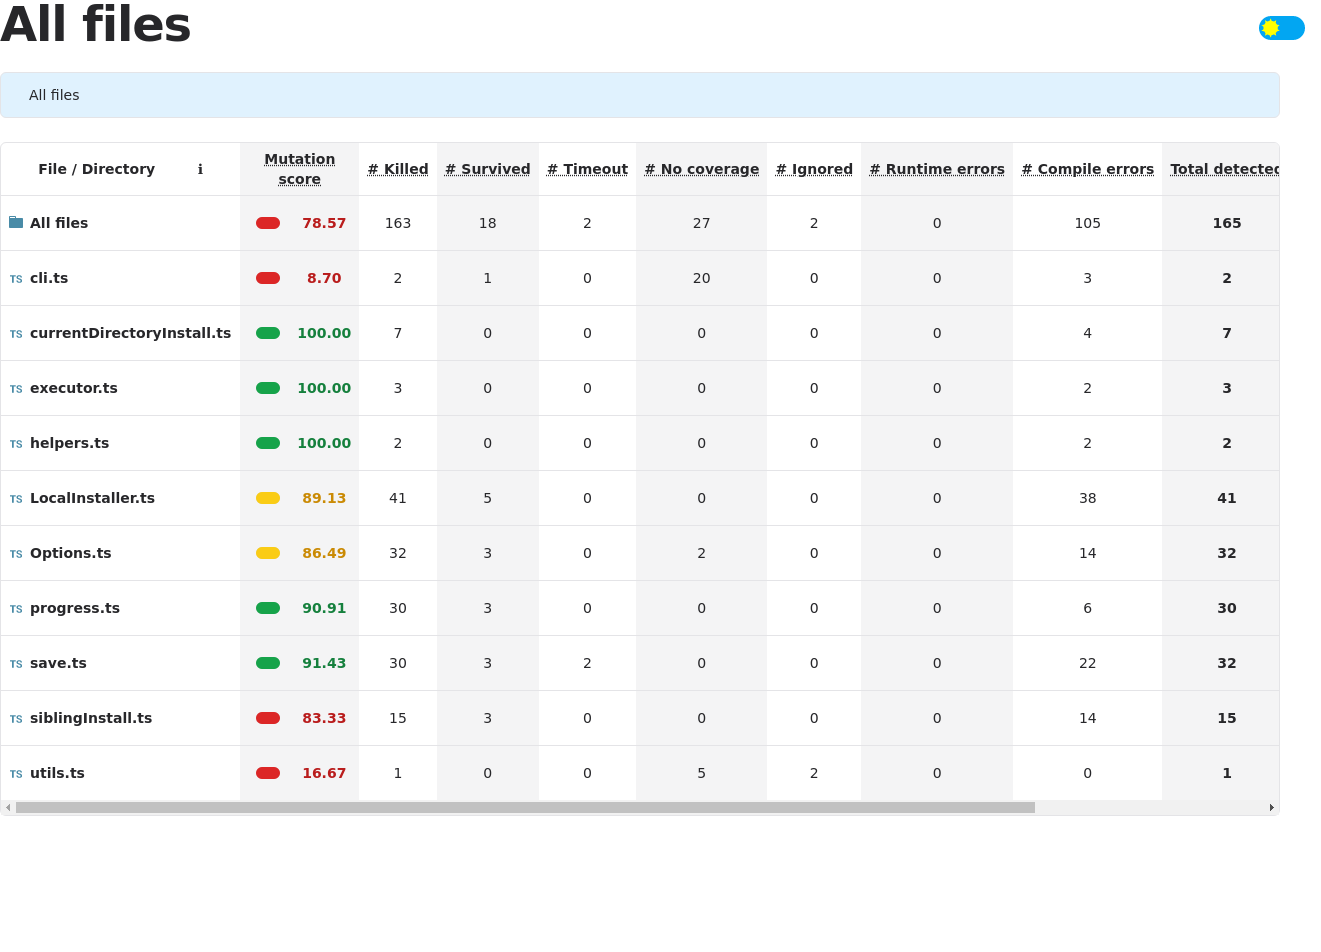 All files
All files
File / Directory ℹ Mutation score # Killed # Survived # Timeout # No coverage # Ignored # Runtime errors # Compile errors Total detected
All files 78.57 163 18 2 27 2 0 105 165
TS cli.ts 8.70 2 1 0 20 0 0 3 2
TS currentDirectoryInstall.ts 100.00 7 0 0 0 0 0 4 7
TS executor.ts 100.00 3 0 0 0 0 0 2 3
TS helpers.ts 100.00 2 0 0 0 0 0 2 2
TS LocalInstaller.ts 89.13 41 5 0 0 0 0 38 41
TS Options.ts 86.49 32 3 0 2 0 0 14 32
TS progress.ts 90.91 30 3 0 0 0 0 6 30
TS save.ts 91.43 30 3 2 0 0 0 22 32
TS siblingInstall.ts 83.33 15 3 0 0 0 0 14 15
TS utils.ts 16.67 1 0 0 5 2 0 0 1